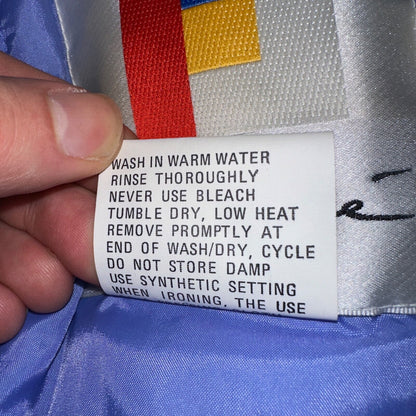 WASH IN WARM WATER
RINSE THOROUGHLY
NEVER USE BLEACH
TUMBLE DRY, LOW HEAT
REMOVE PROMPTLY AT
END OF WASH/DRY, CYCLE
DO NOT STORE DAMP
USE SYNTHETIC SETTING
WHEN IRONING, THE USE
é